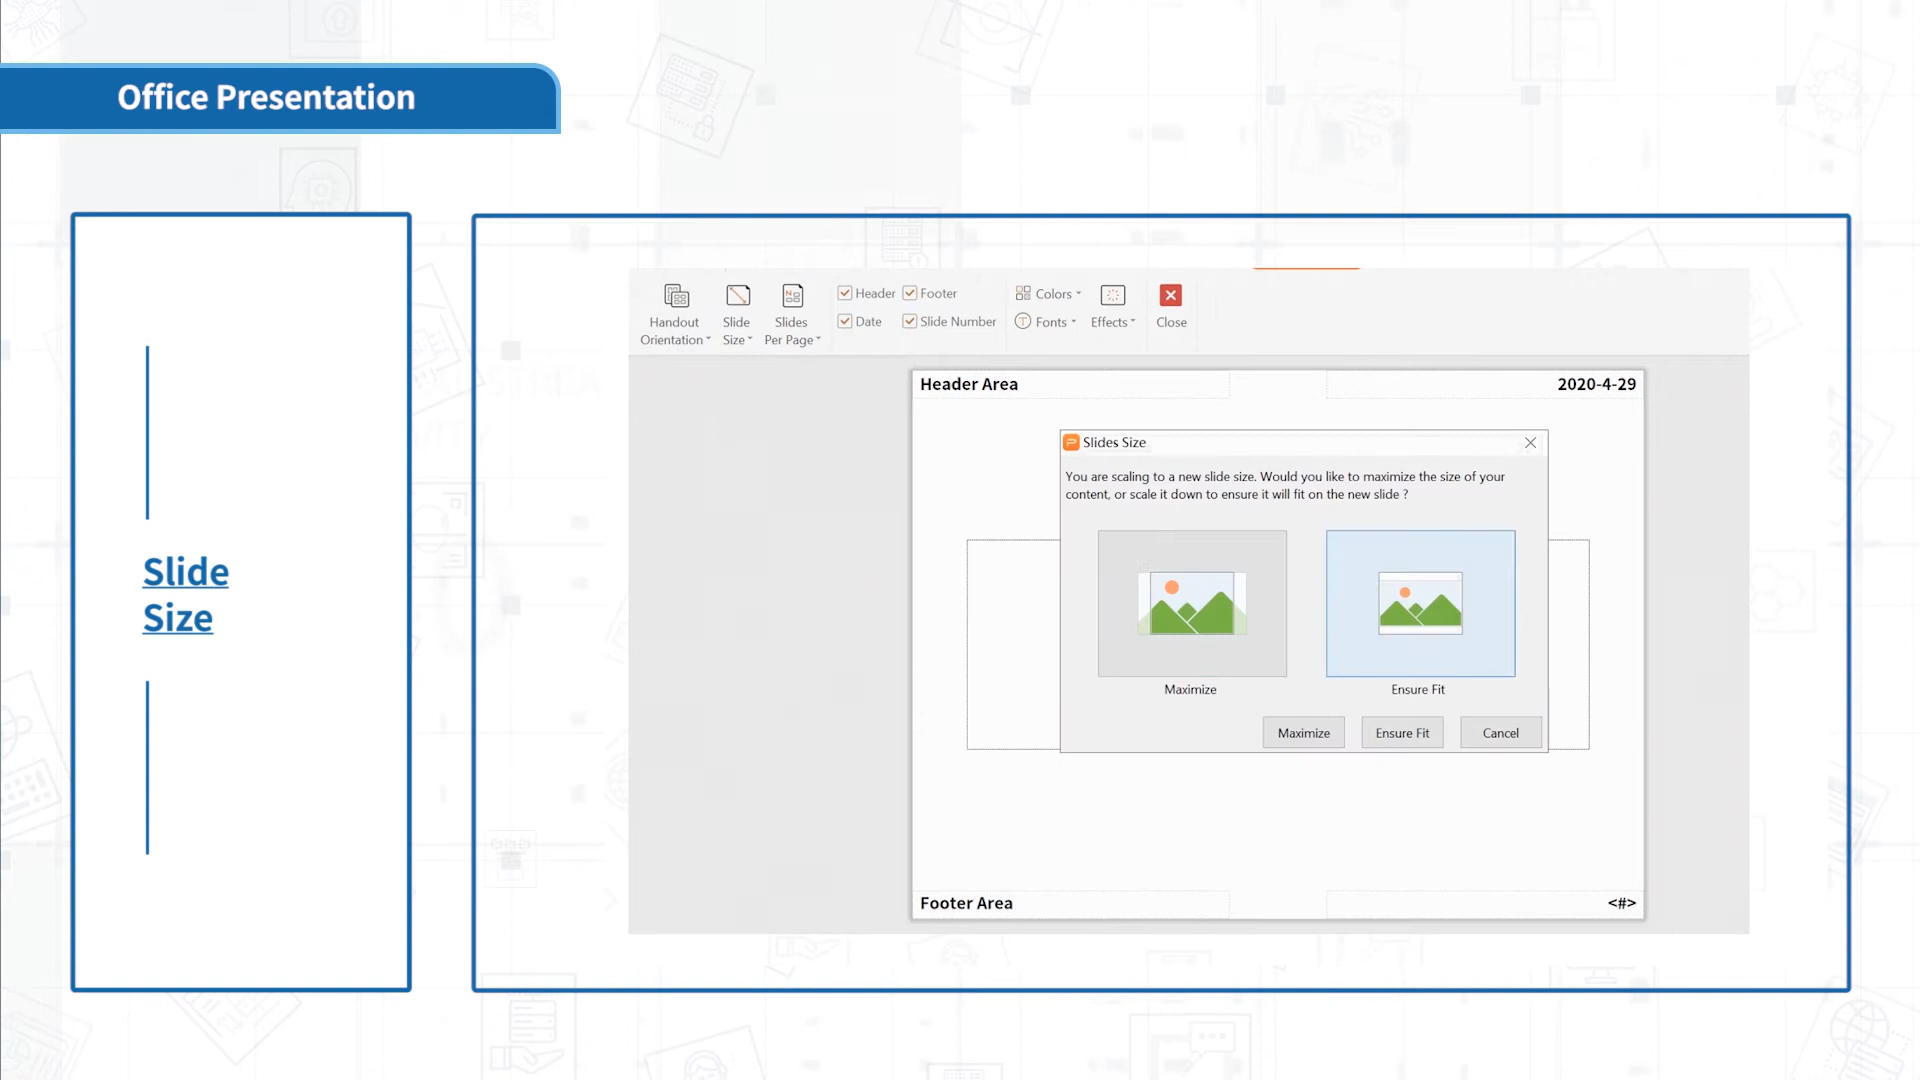 Office Presentation
Slide
Size
Handout
Orientation
Slide
Size
Slides
Per Page
Header
Footer
Date
Slide Number
Colors
Fonts
Effects
Close
Header Area
2020-4-29
Slides Size
You are scaling to a new slide size. Would you like to maximize the size of your
content, or scale it down to ensure it will fit on the new slide ?
Maximize
Ensure Fit
Maximize
Ensure Fit
Cancel
Footer Area
<#>